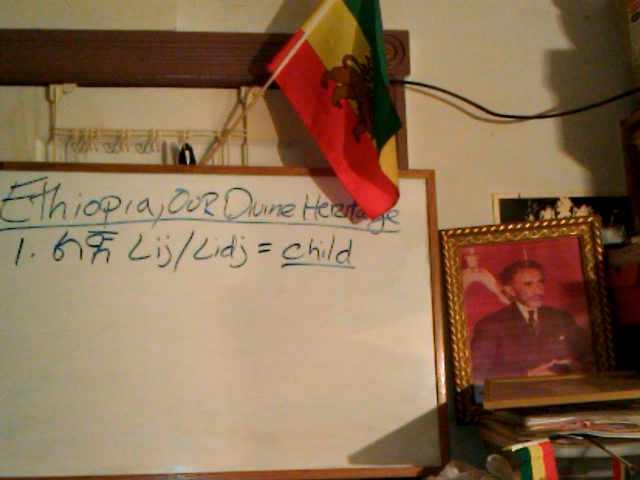 Ethiopia, OUR Divine Heritage
1. ልጅ Lij/Lidj = child